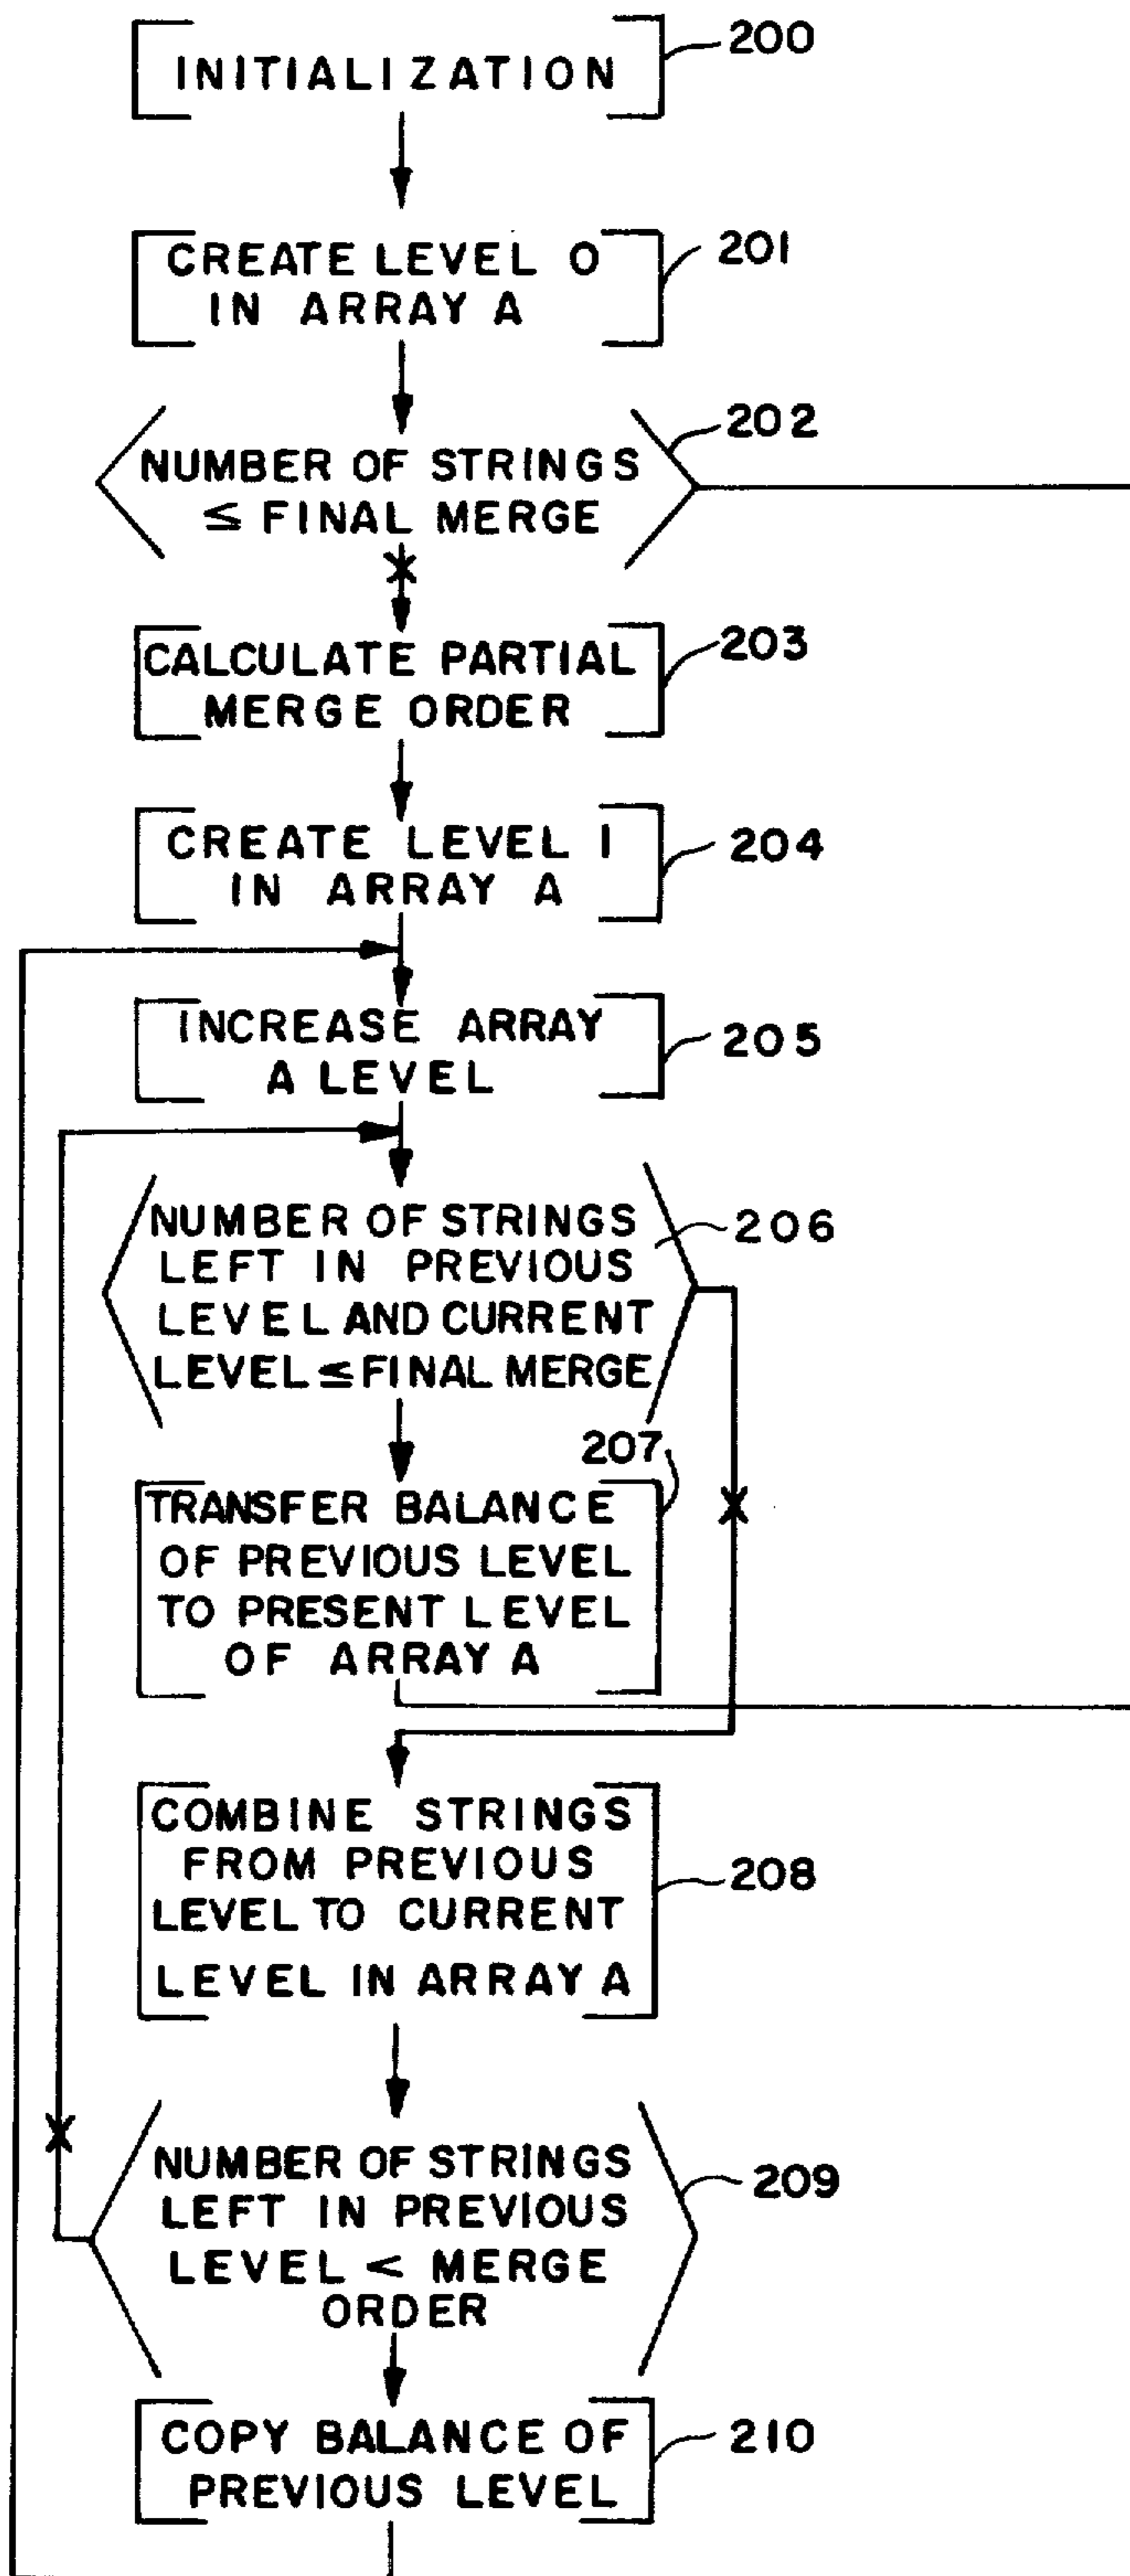 200
INITIALIZATION
201
CREATE LEVEL 0
IN ARRAY A
202
NUMBER OF STRINGS
≤ FINAL MERGE
203
CALCULATE PARTIAL
MERGE ORDER
204
CREATE LEVEL 1
IN ARRAY A
205
INCREASE ARRAY
A LEVEL
206
NUMBER OF STRINGS
LEFT IN PREVIOUS
LEVEL AND CURRENT
LEVEL ≤ FINAL MERGE
207
TRANSFER BALANCE
OF PREVIOUS LEVEL
TO PRESENT LEVEL
OF ARRAY A
208
COMBINE STRINGS
FROM PREVIOUS
LEVEL TO CURRENT
LEVEL IN ARRAY A
209
NUMBER OF STRINGS
LEFT IN PREVIOUS
LEVEL < MERGE
ORDER
210
COPY BALANCE OF
PREVIOUS LEVEL